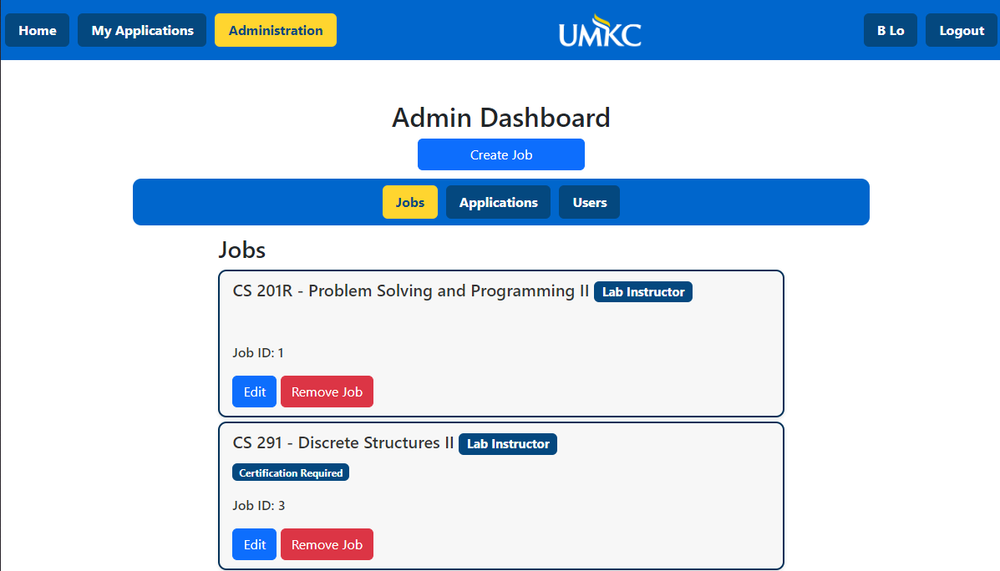 Home My Applications Administration UMKC B Lo Logout
Admin Dashboard
Create Job
Jobs Applications Users
Jobs
CS 201R - Problem Solving and Programming II Lab Instructor
Job ID: 1
Edit Remove Job
CS 291 - Discrete Structures II Lab Instructor
Certification Required
Job ID: 3
Edit Remove Job